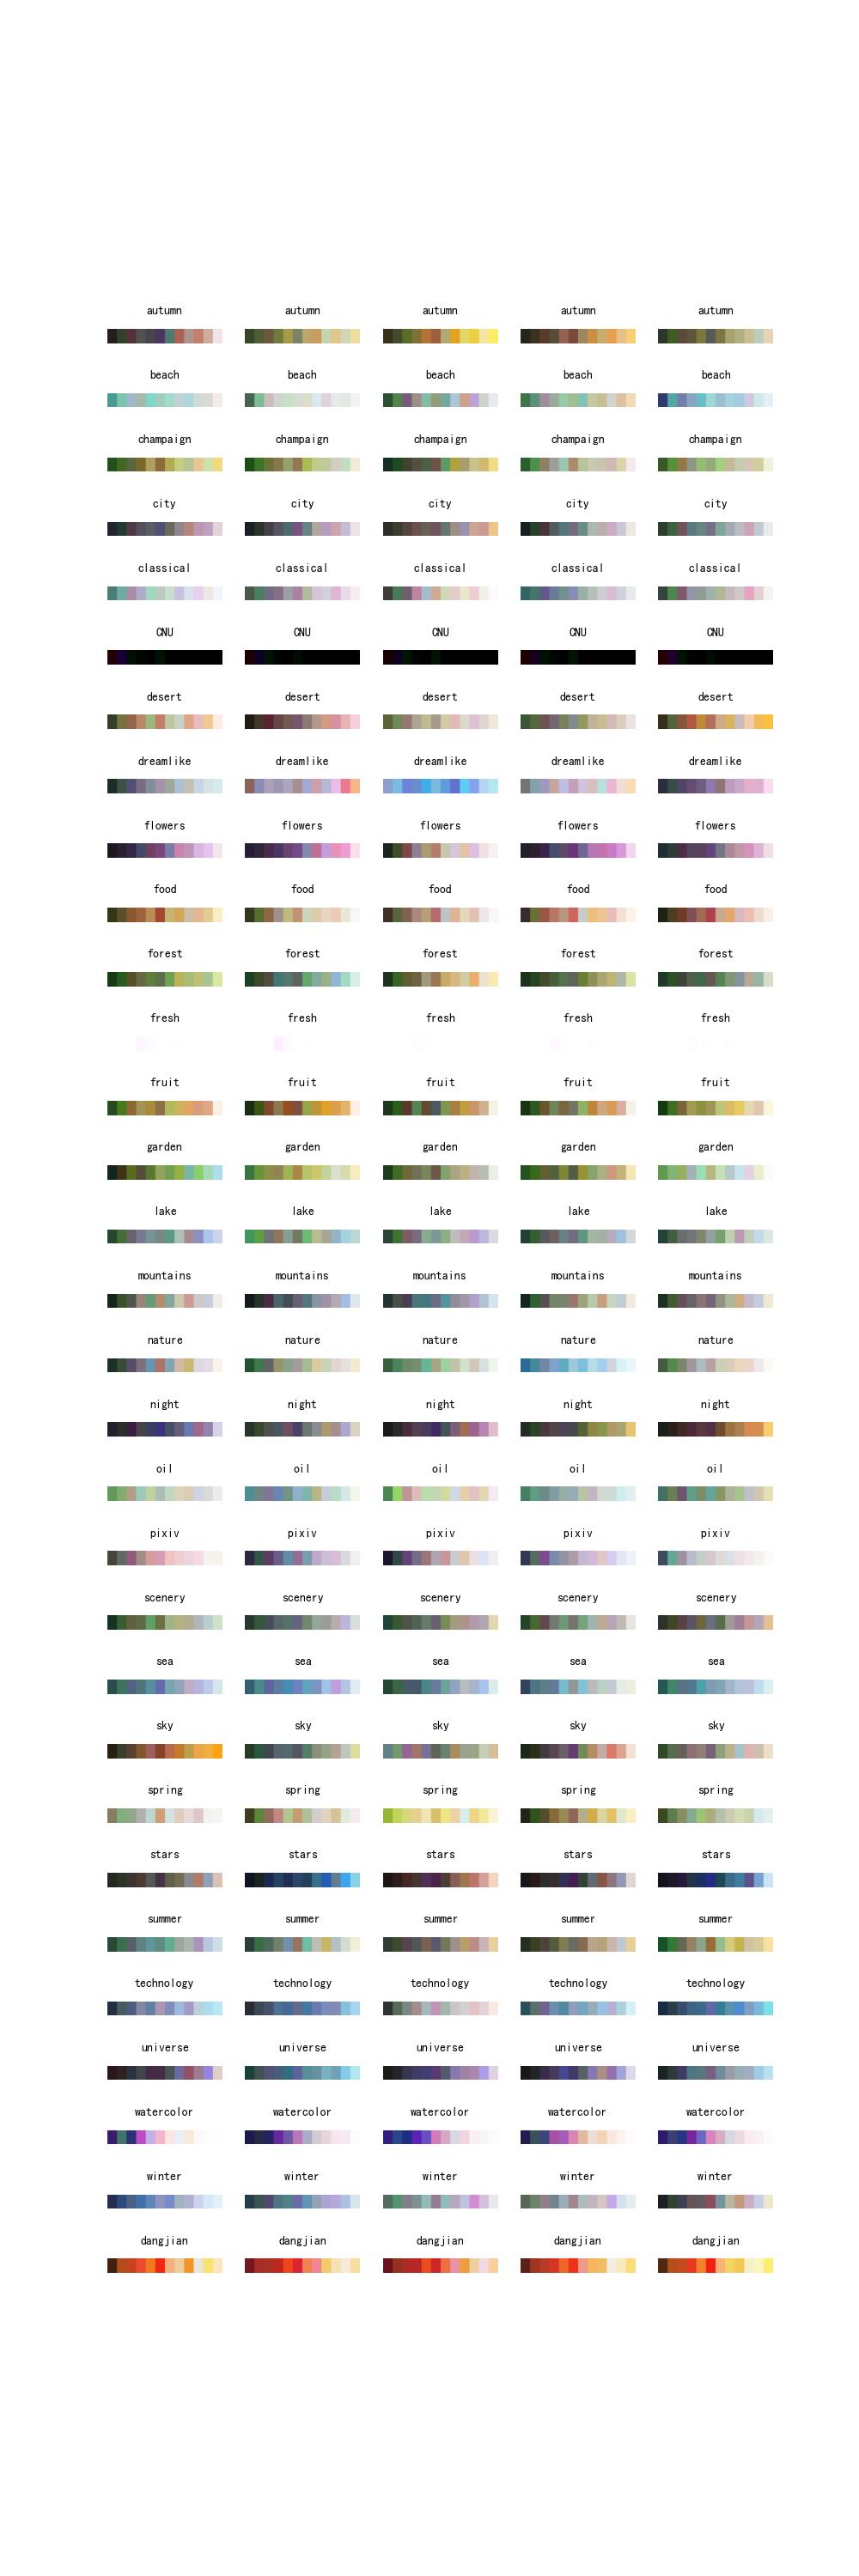 autumn autumn autumn autumn autumn
beach beach beach beach beach
champaign champaign champaign champaign champaign
city city city city city
classical classical classical classical classical
CNU CNU CNU CNU CNU
desert desert desert desert desert
dreamlike dreamlike dreamlike dreamlike dreamlike
flowers flowers flowers flowers flowers
food food food food food
forest forest forest forest forest
fresh fresh fresh fresh fresh
fruit fruit fruit fruit fruit
garden garden garden garden garden
lake lake lake lake lake
mountains mountains mountains mountains mountains
nature nature nature nature nature
night night night night night
oil oil oil oil oil
pixiv pixiv pixiv pixiv pixiv
scenery scenery scenery scenery scenery
sea sea sea sea sea
sky sky sky sky sky
spring spring spring spring spring
stars stars stars stars stars
summer summer summer summer summer
technology technology technology technology technology
universe universe universe universe universe
watercolor watercolor watercolor watercolor watercolor
winter winter winter winter winter
dangjian dangjian dangjian dangjian dangjian